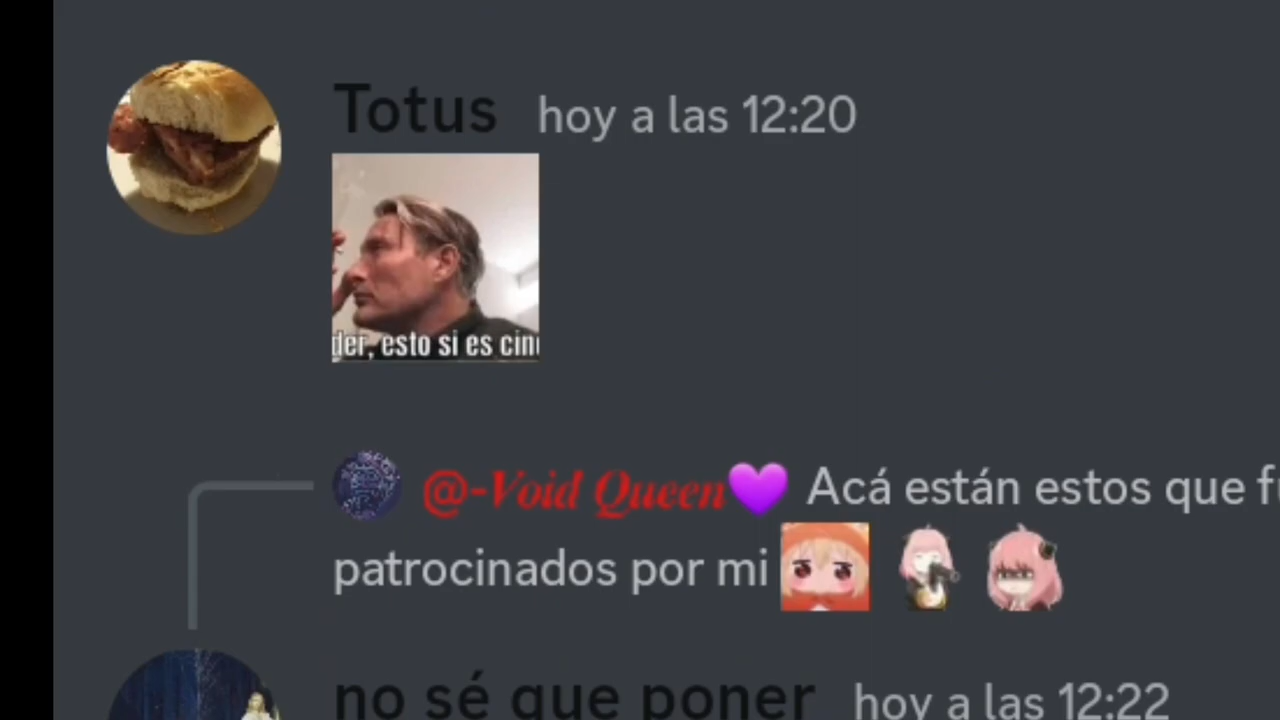 Totus hoy a las 12:20
der, esto si es cin
@-Void Queen💜 Acá están estos que f
patrocinados por mi
no sé que poner hoy a las 12:22